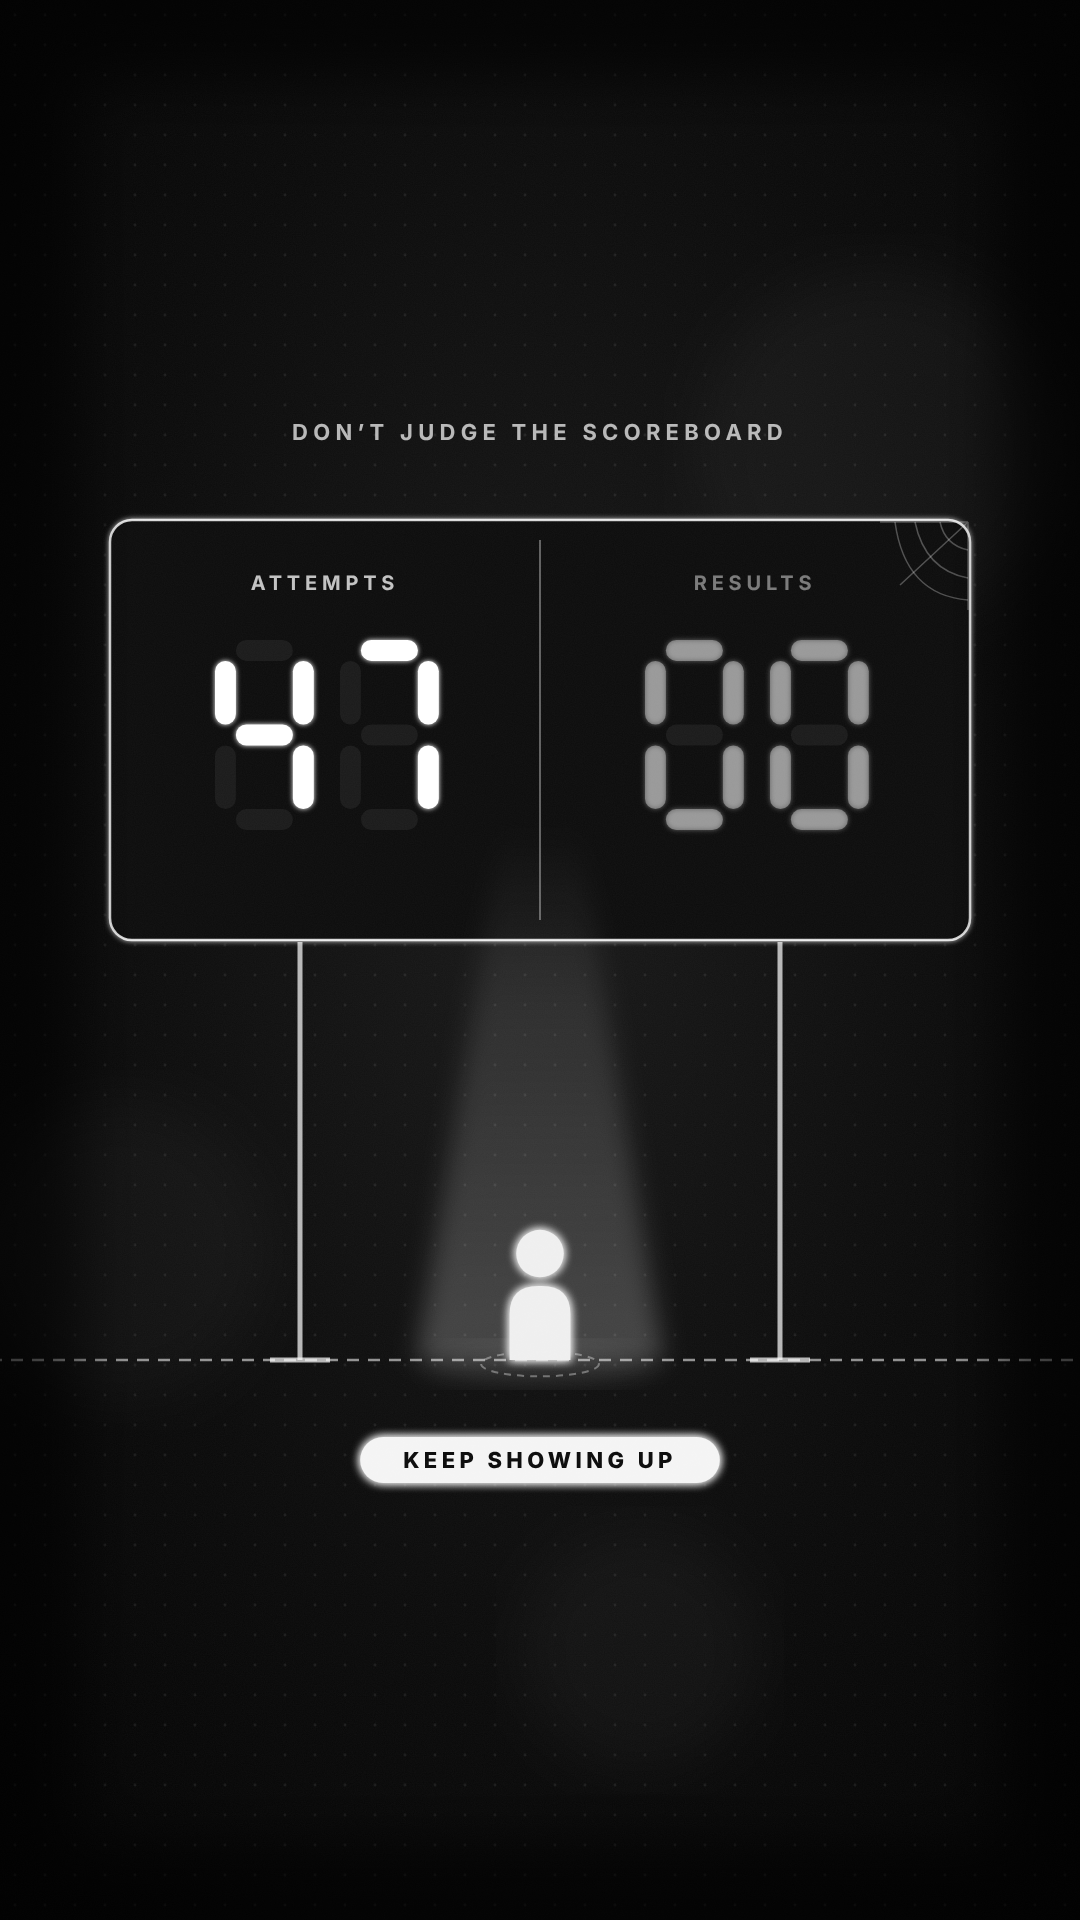 DON’T JUDGE THE SCOREBOARD
ATTEMPTS
RESULTS
47
00
KEEP SHOWING UP